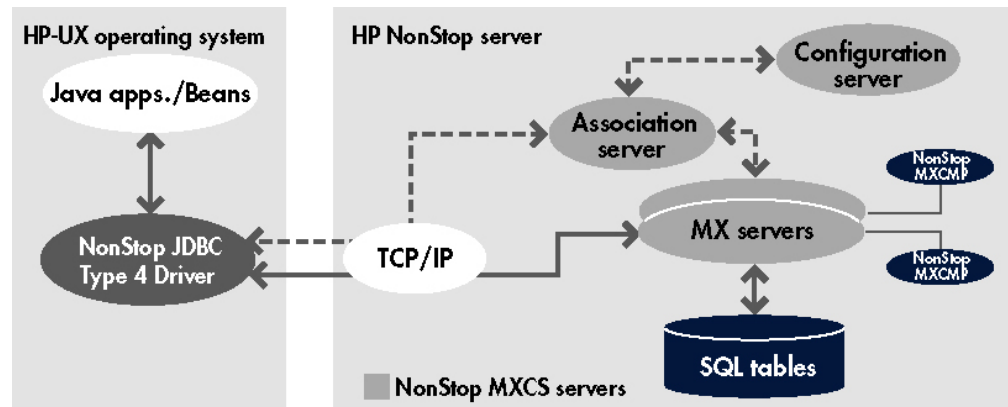 HP-UX operating system
Java apps./Beans
NonStop JDBC
Type 4 Driver
HP NonStop server
Configuration
server
Association
server
TCP/IP
MX servers
NonStop
MXCMP
NonStop
MXCMP
SQL tables
NonStop MXCS servers